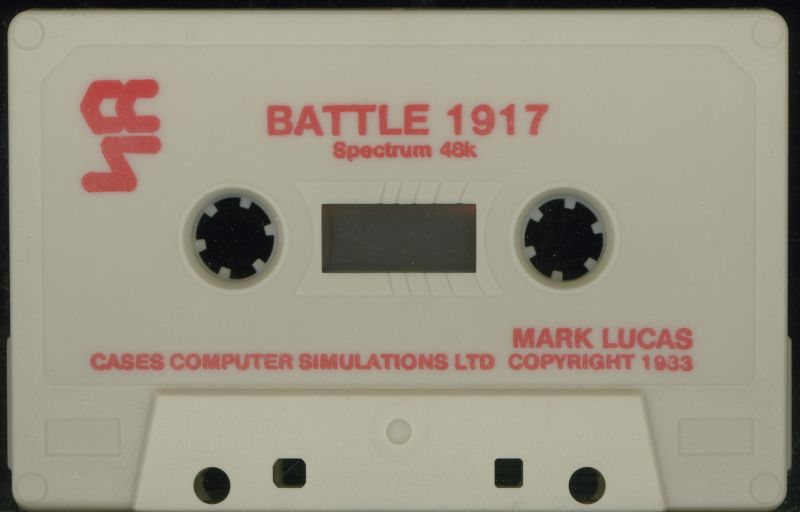 BATTLE 1917
Spectrum 48k
MARK LUCAS
CASES COMPUTER SIMULATIONS LTD COPYRIGHT 1933